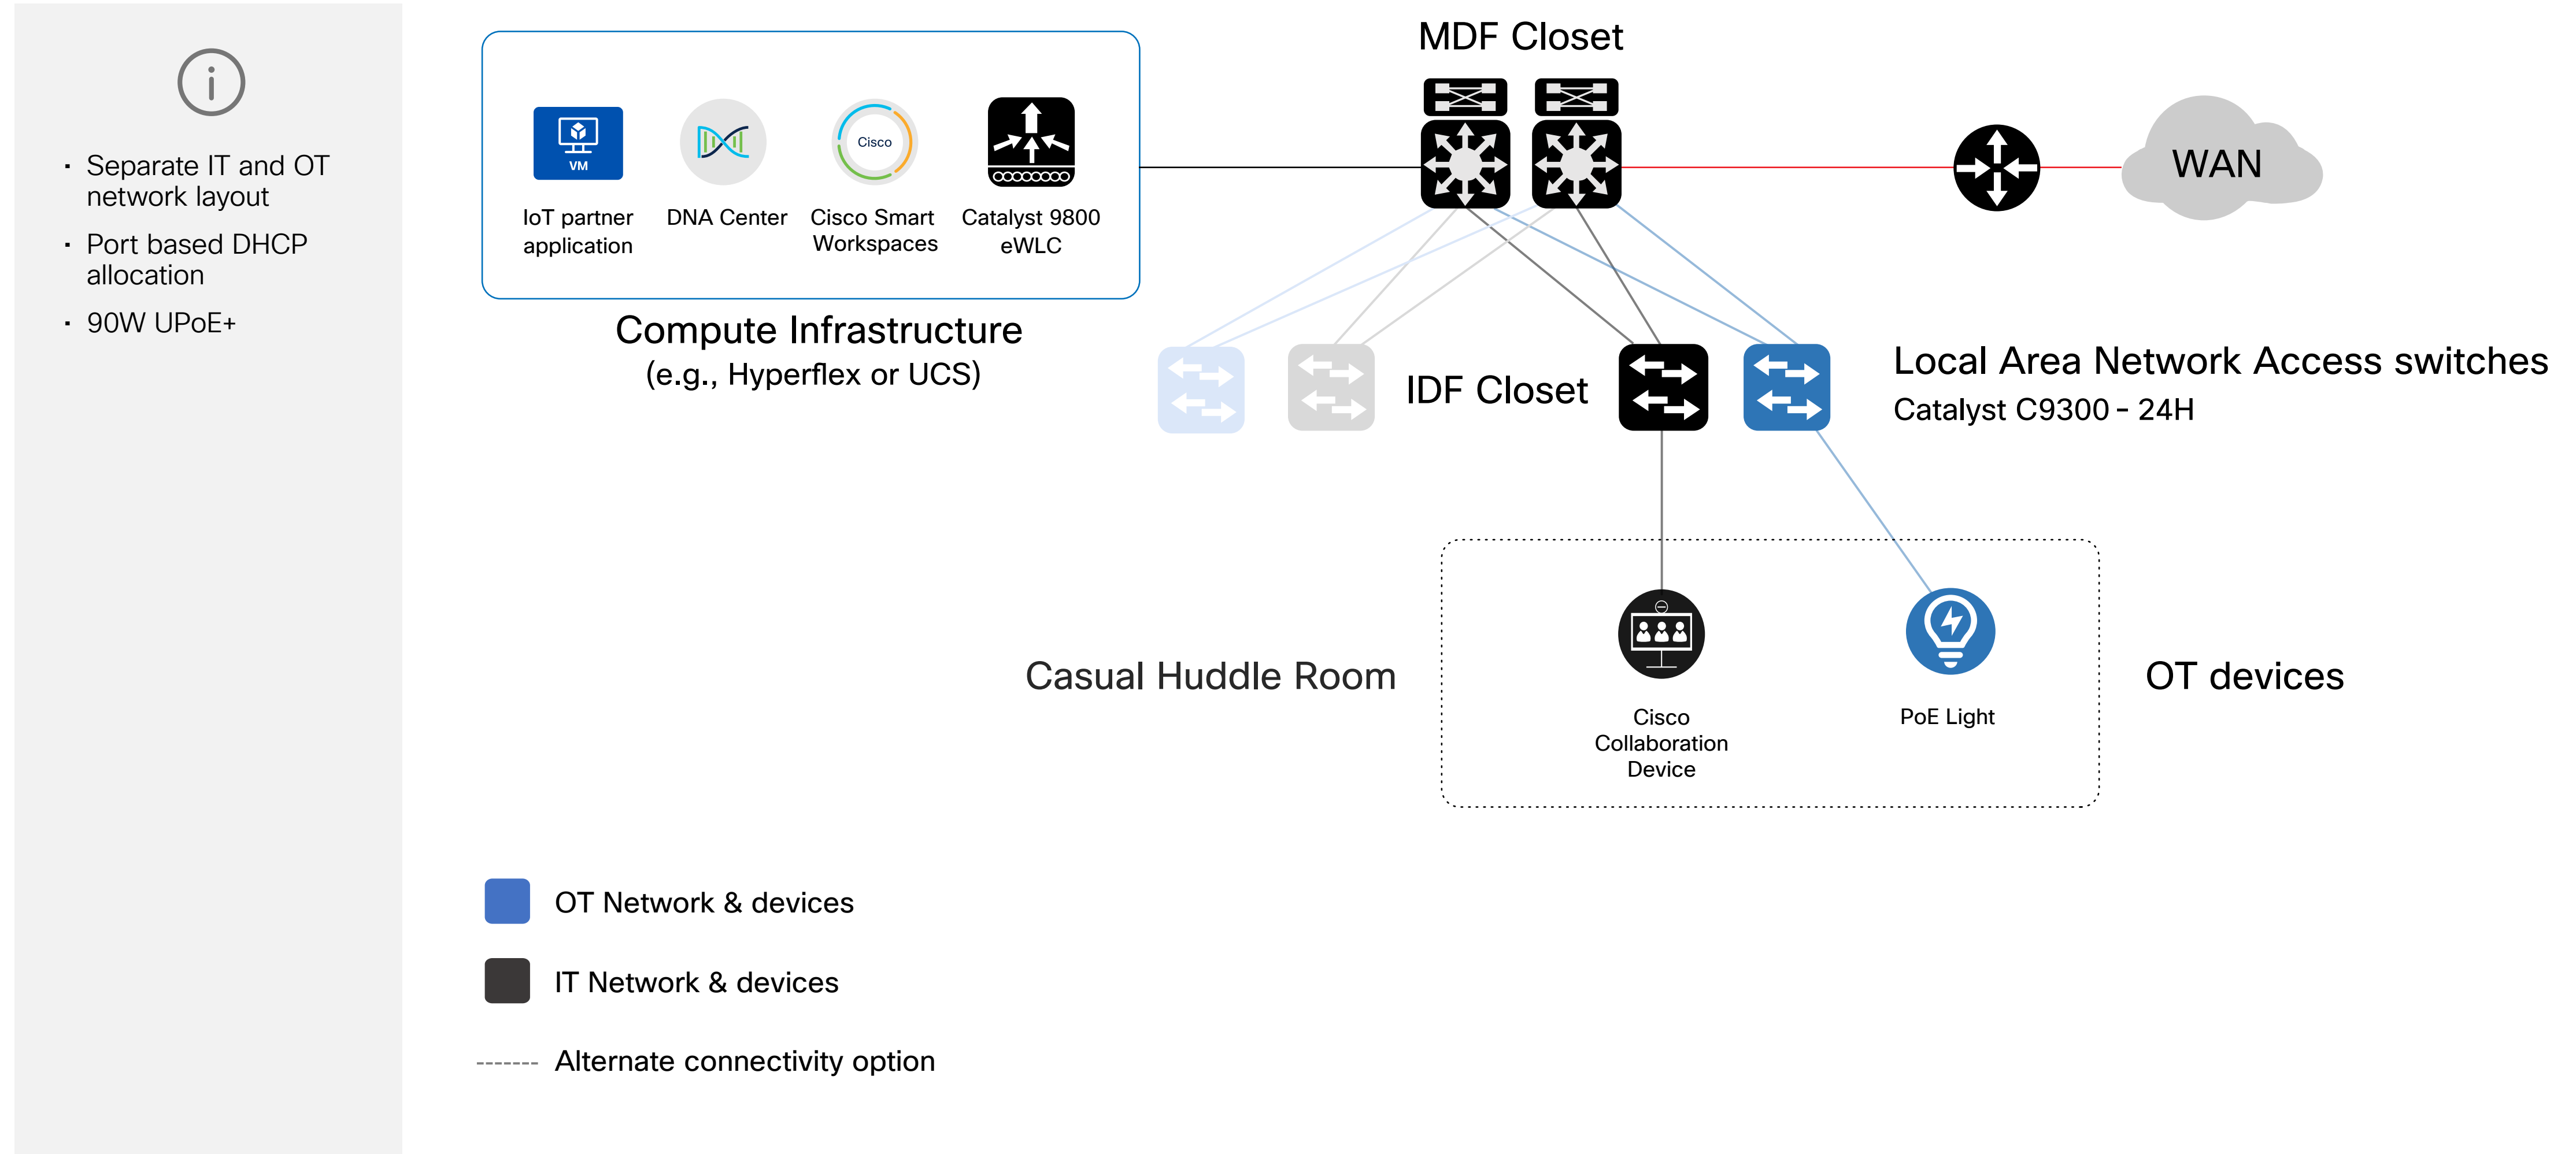 · Separate IT and OT
network layout
· Port based DHCP
allocation
· 90W UPoE+
VM
IoT partner
application
DNA Center
Cisco
Cisco Smart
Workspaces
Catalyst 9800
eWLC
Compute Infrastructure
(e.g., Hyperflex or UCS)
MDF Closet
WAN
IDF Closet
Local Area Network Access switches
Catalyst C9300 - 24H
Casual Huddle Room
Cisco
Collaboration
Device
PoE Light
OT devices
OT Network & devices
IT Network & devices
Alternate connectivity option